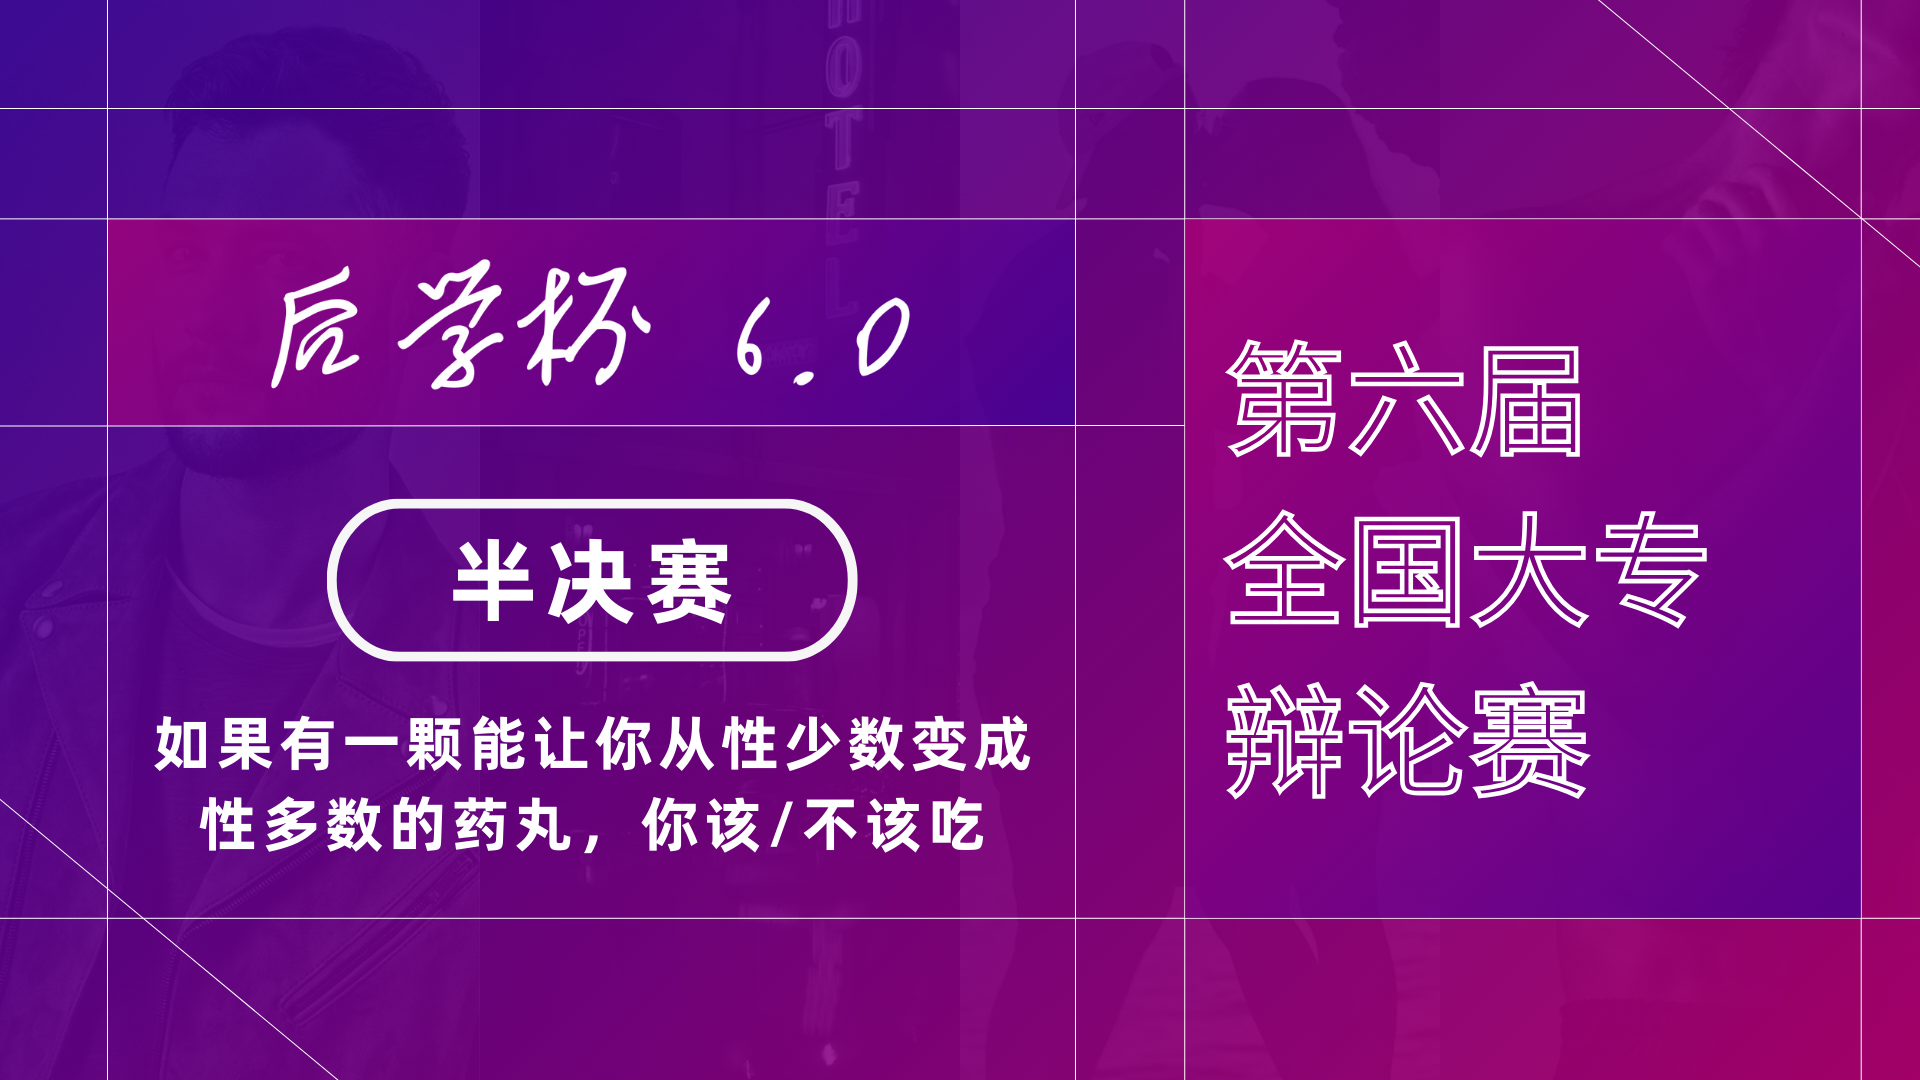 HOTEL
后学杯 6.0
半决赛
如果有一颗能让你从性少数变成
性多数的药丸，你该/不该吃
第六届
全国大专
辩论赛